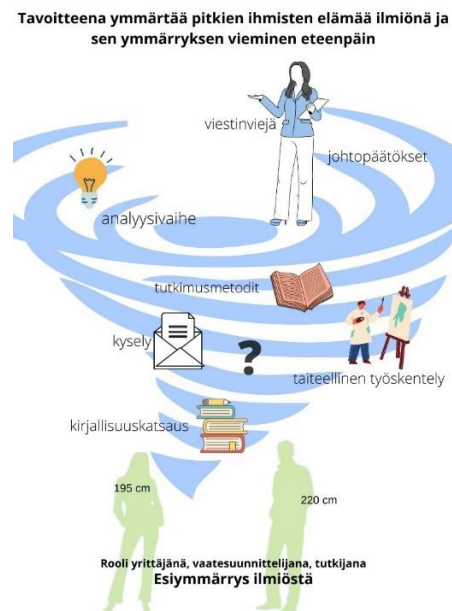 Tavoitteena ymmärtää pitkien ihmisten elämää ilmiönä ja
sen ymmärryksen vieminen eteenpäin
viestinviejä
johtopäätökset
analyysivaihe
tutkimusmetodit
kysely
?
taiteellinen työskentely
kirjallisuuskatsaus
195 cm
220 cm
Rooli yrittäjänä, vaatesuunnittelijana, tutkijana
Esiymmärrys ilmiöstä